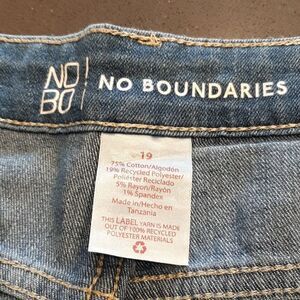 NO
BO
NO BOUNDARIES
19
75% Cotton/Algodón
19% Recycled Polyester/
Poliéster Reciclado
5% Rayon/Rayón
1% Spandex
Made in/Hecho en
Tanzania
THIS LABEL YARN IS MADE
OUT OF 100% RECYCLED
POLYESTER MATERIALS